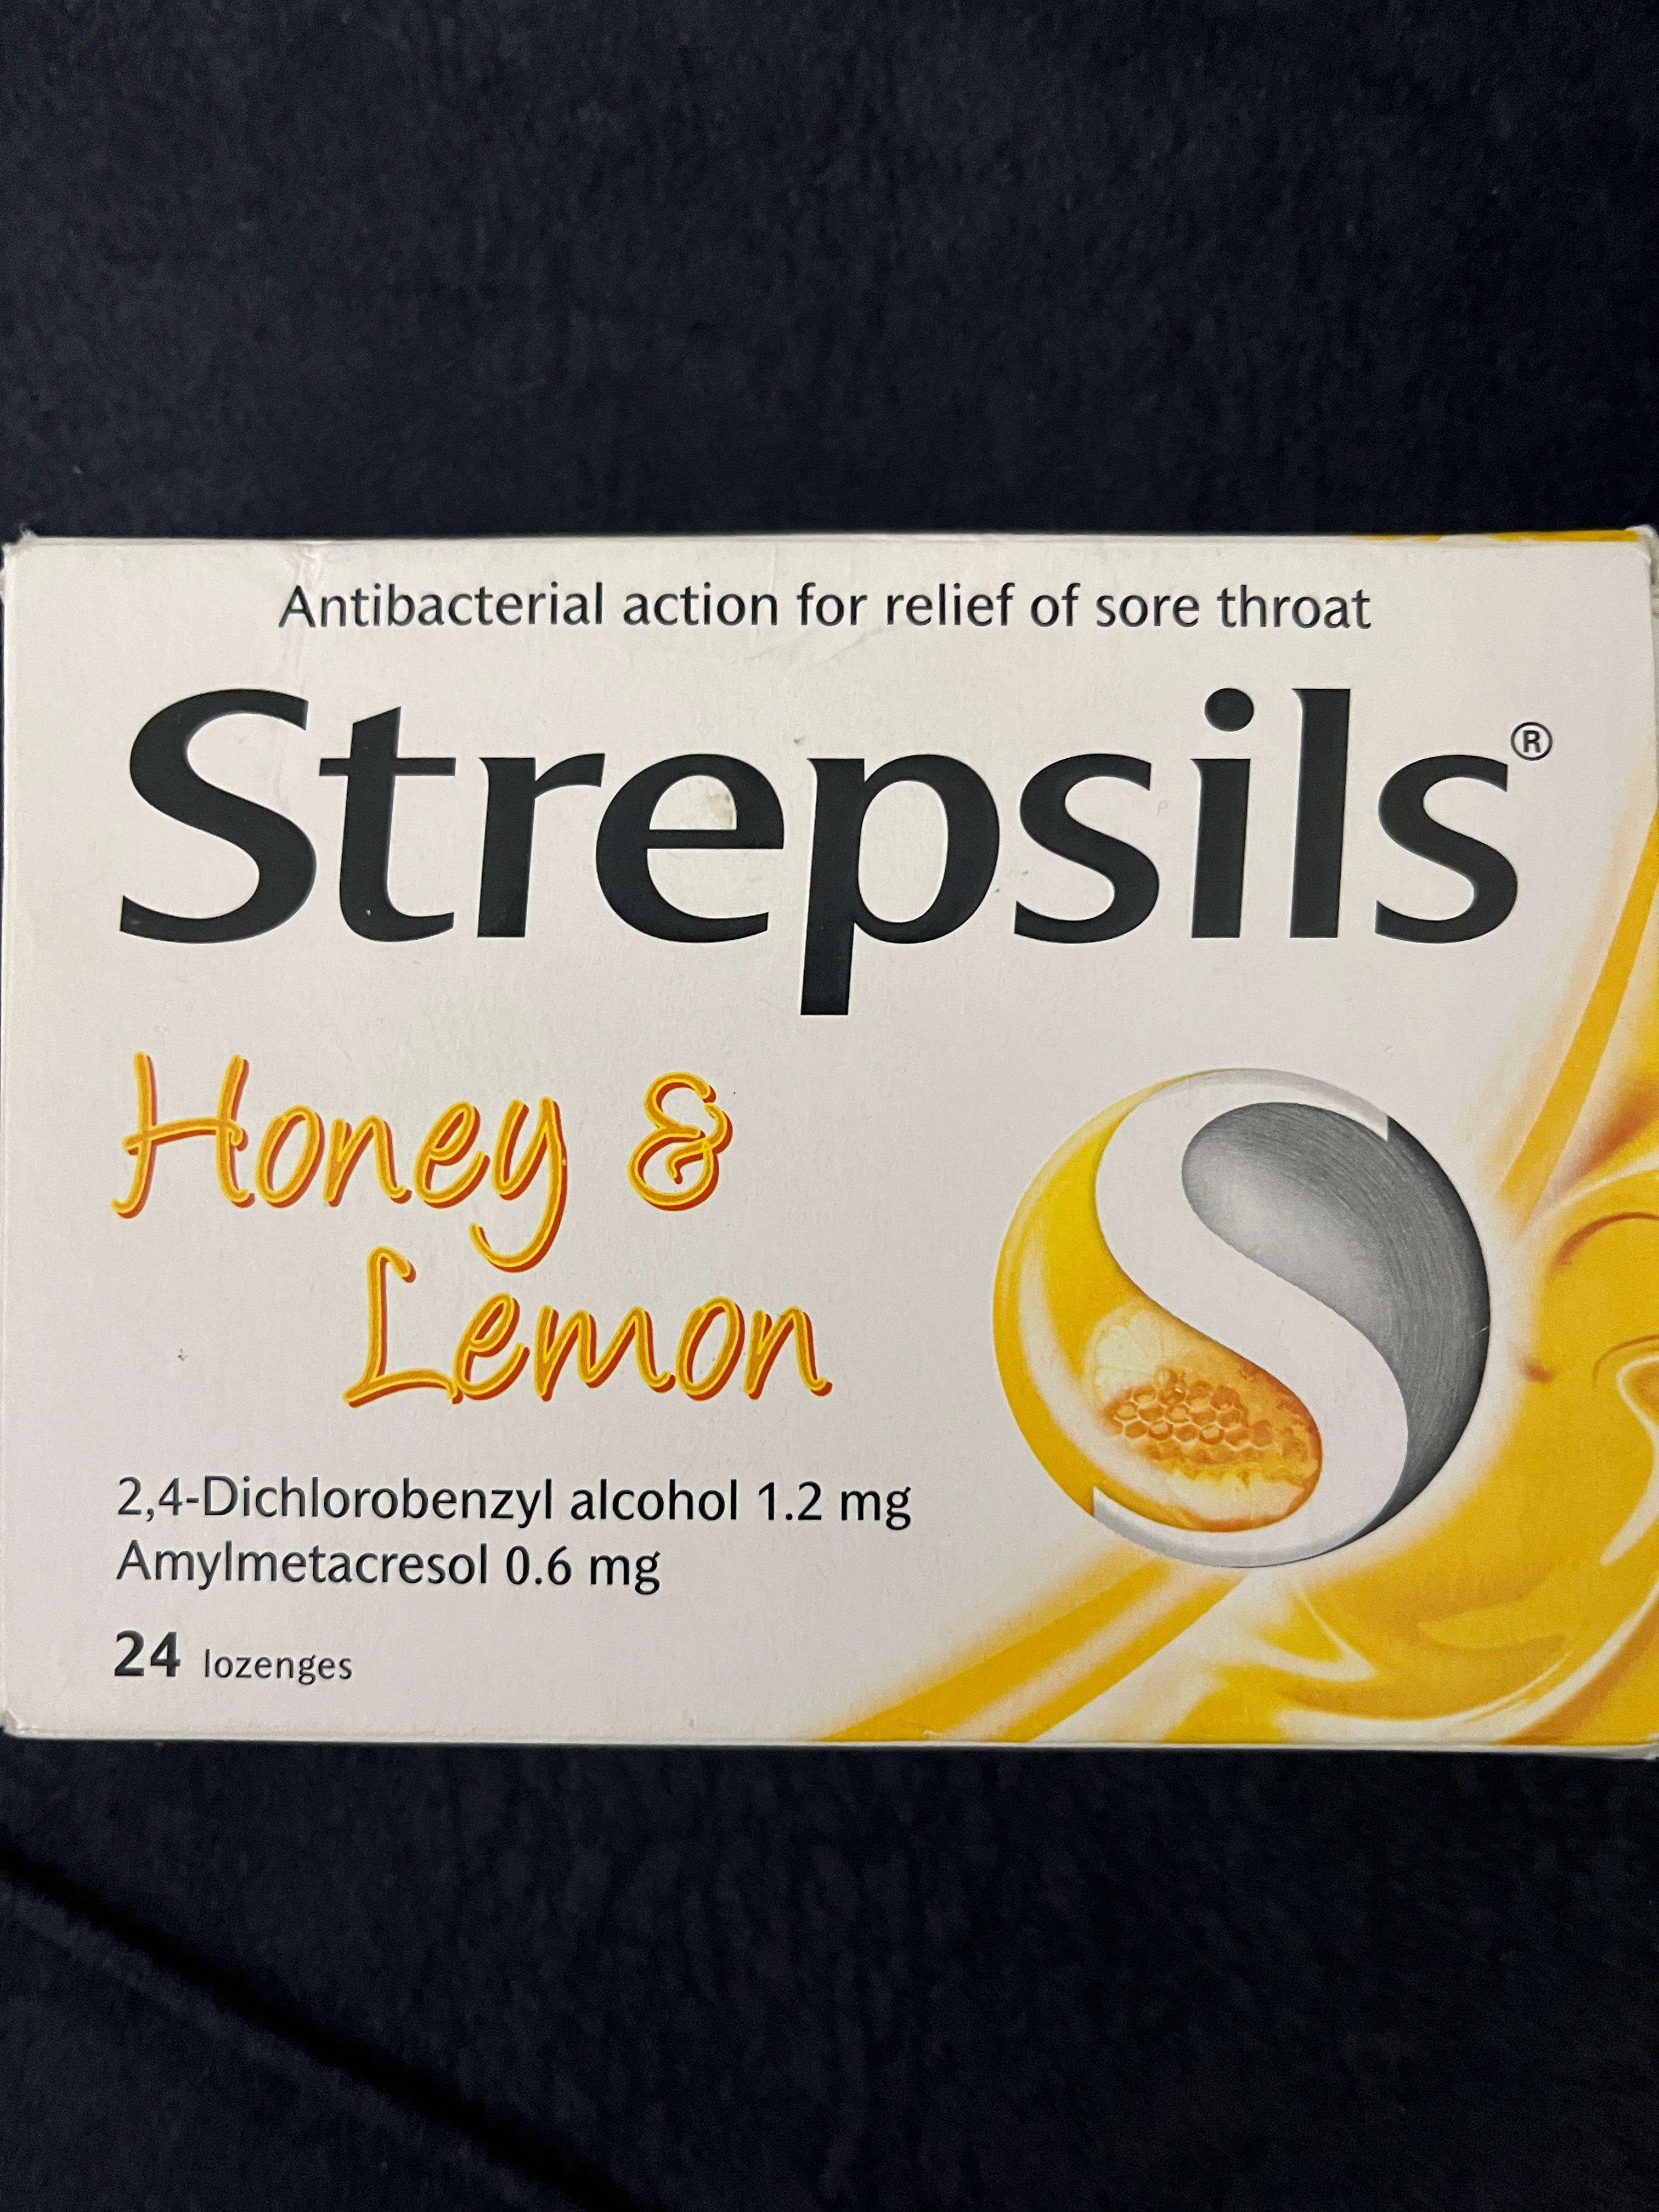 Antibacterial action for relief of sore throat
Strepsils®
Honey &
Lemon
2,4-Dichlorobenzyl alcohol 1.2 mg
Amylmetacresol 0.6 mg
24 lozenges